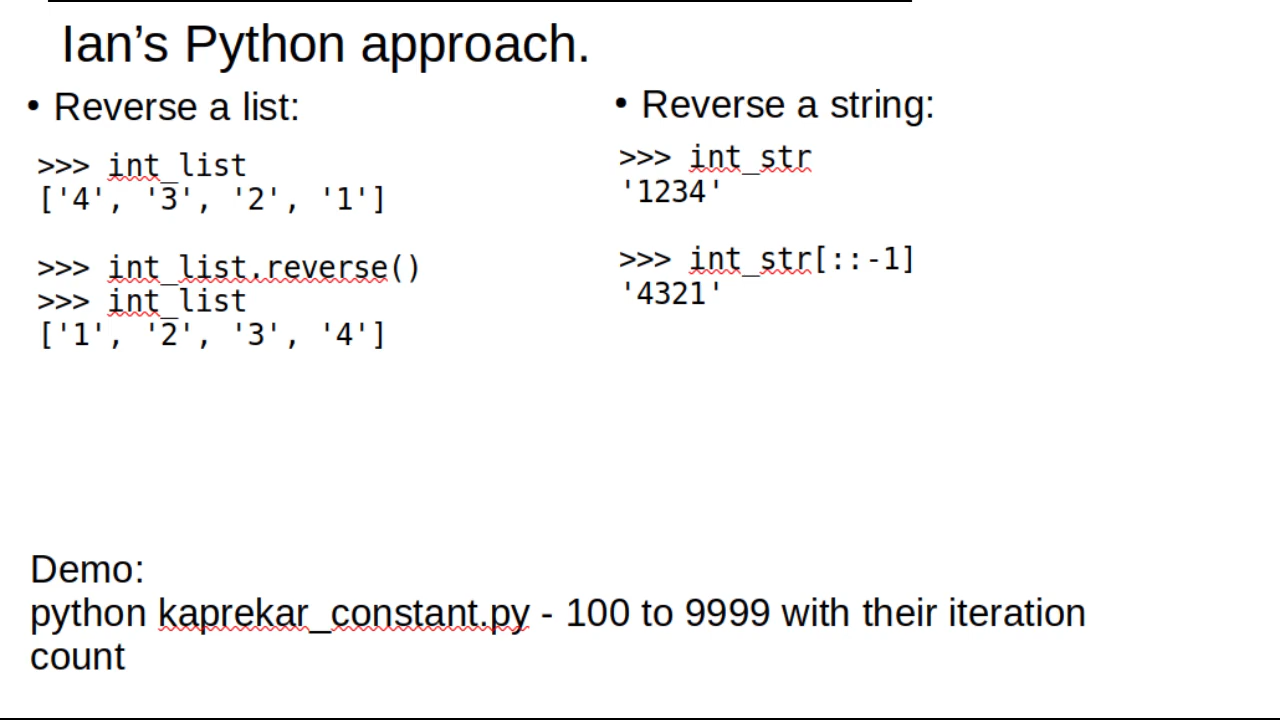 Ian’s Python approach.
• Reverse a list:
>>> int_list
['4', '3', '2', '1']
>>> int_list.reverse()
>>> int_list
['1', '2', '3', '4']
• Reverse a string:
>>> int_str
'1234'
>>> int_str[::-1]
'4321'
Demo:
python kaprekar_constant.py - 100 to 9999 with their iteration
count